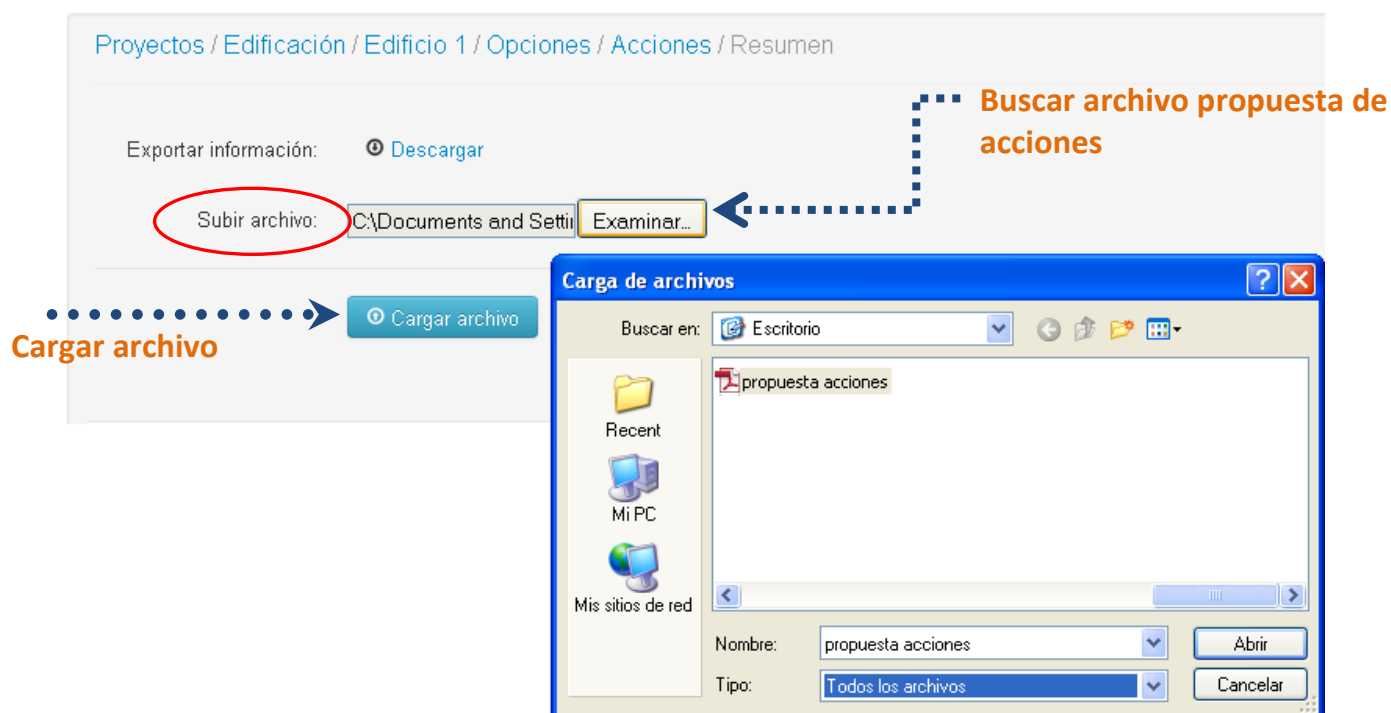 Proyectos / Edificación / Edificio 1 / Opciones / Acciones / Resumen
Buscar archivo propuesta de
acciones
Exportar información:
Descargar
Subir archivo:
C:\Documents and Settin
Examinar...
Cargar archivo
Cargar archivo
Carga de archivos
Buscar en:
Escritorio
propuesta acciones
Recent
Mi PC
Mis sitios de red
Nombre:
propuesta acciones
Abrir
Tipo:
Todos los archivos
Cancelar